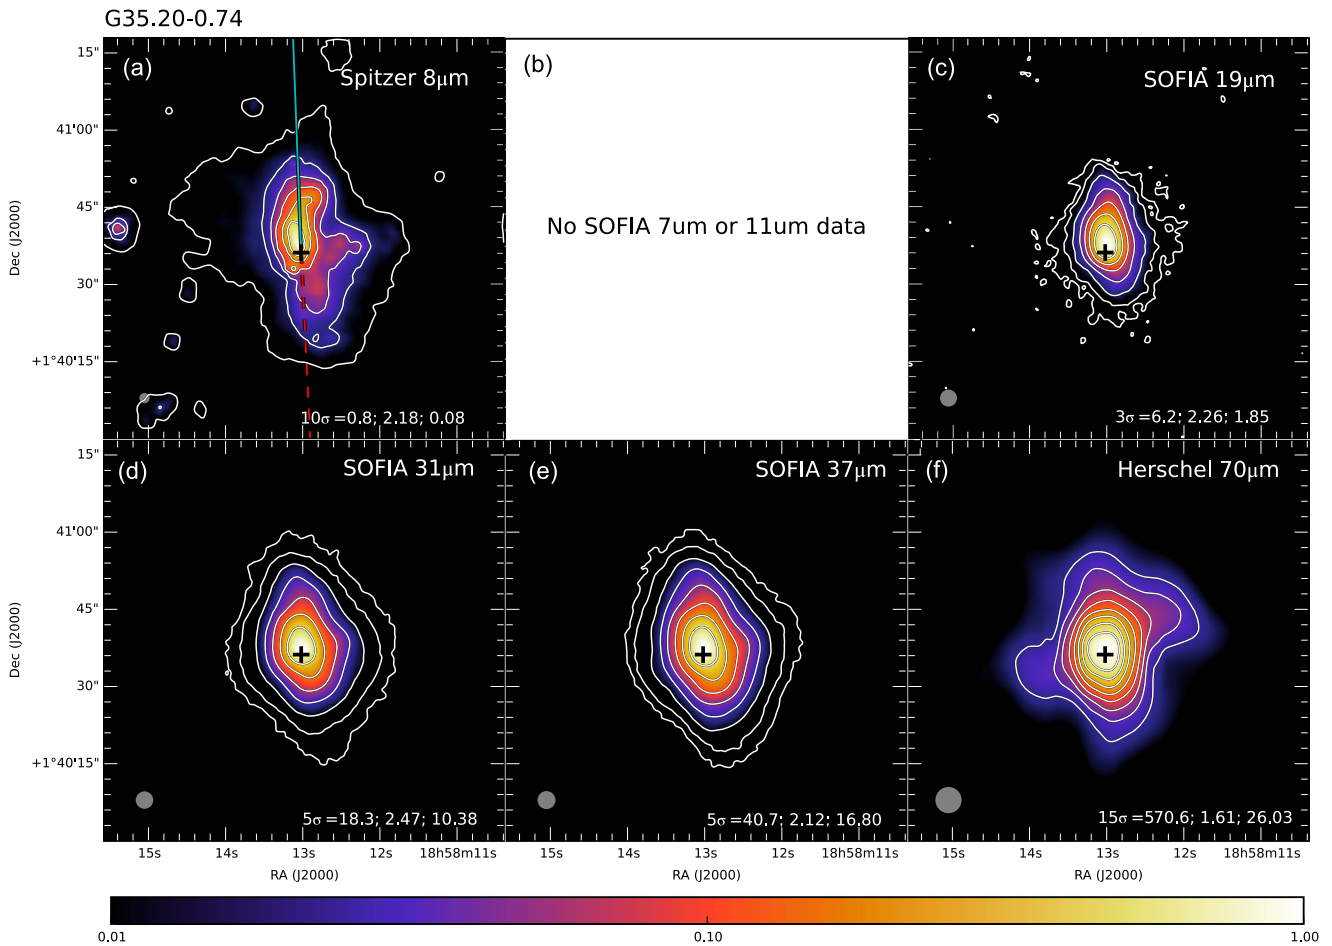 G35.20-0.74
(a)
Spitzer 8μm
10σ=0.8; 2.18; 0.08
(b)
No SOFIA 7um or 11um data
(c)
SOFIA 19μm
3σ=6.2; 2.26; 1.85
15"
41'00"
45"
30"
+1°40'15"
Dec (J2000)
(d)
SOFIA 31μm
5σ=18.3; 2.47; 10.38
(e)
SOFIA 37μm
5σ=40.7; 2.12; 16.80
(f)
Herschel 70μm
15σ=570.6; 1.61; 26.03
15"
41'00"
45"
30"
+1°40'15"
Dec (J2000)
15s 14s 13s 12s 18h58m11s
15s 14s 13s 12s 18h58m11s
15s 14s 13s 12s 18h58m11s
RA (J2000) RA (J2000) RA (J2000)
0.01 0.10 1.00